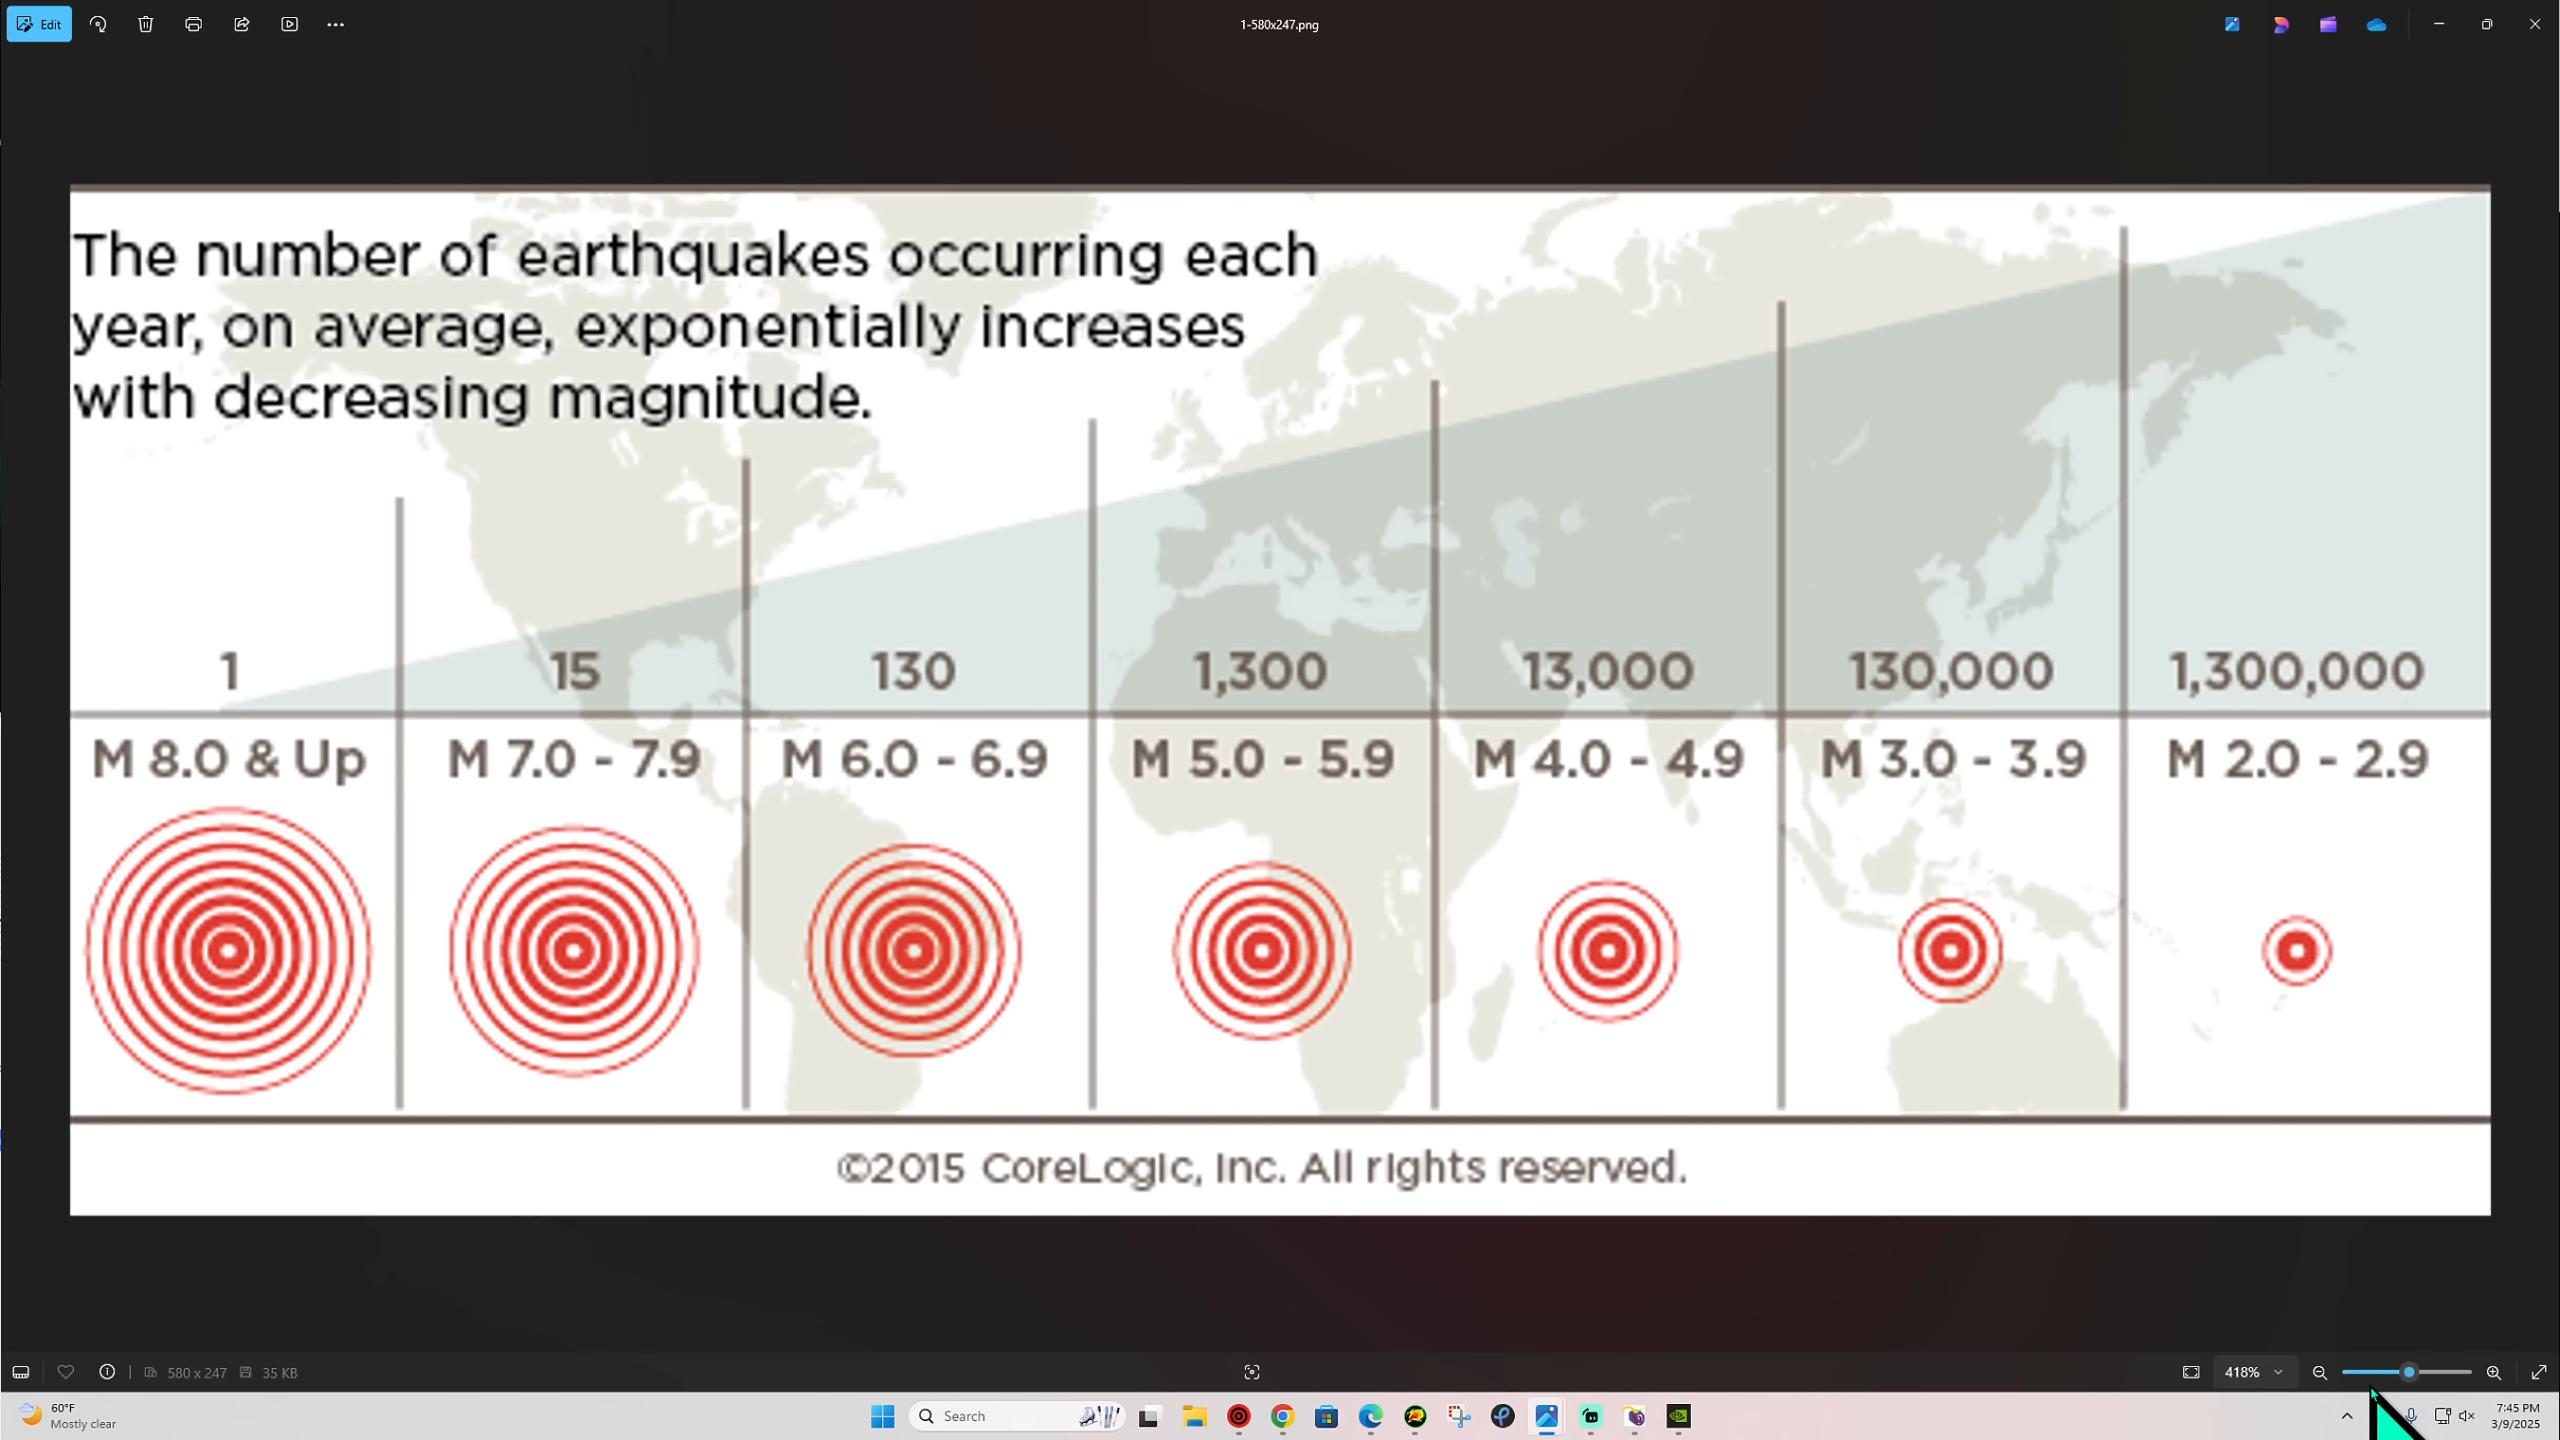 Edit
1-580x247.png
The number of earthquakes occurring each
year, on average, exponentially increases
with decreasing magnitude.
1 15 130 1,300 13,000 130,000 1,300,000
M 8.0 & Up M 7.0 - 7.9 M 6.0 - 6.9 M 5.0 - 5.9 M 4.0 - 4.9 M 3.0 - 3.9 M 2.0 - 2.9
©2015 CoreLogic, Inc. All rights reserved.
580 x 247 35 KB 418%
60°F
Mostly clear
Search
7:45 PM
3/9/2025